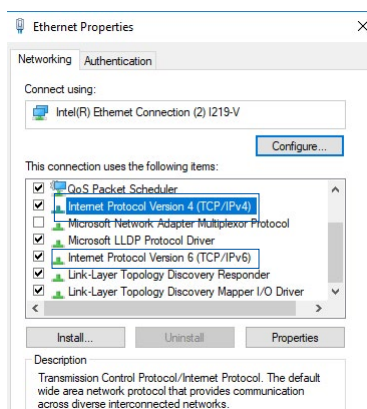 Ethernet Properties
Networking Authentication
Connect using:
Intel(R) Ethernet Connection (2) I219-V
Configure...
This connection uses the following items:
QoS Packet Scheduler
Internet Protocol Version 4 (TCP/IPv4)
Microsoft Network Adapter Multiplexor Protocol
Microsoft LLDP Protocol Driver
Internet Protocol Version 6 (TCP/IPv6)
Link-Layer Topology Discovery Responder
Link-Layer Topology Discovery Mapper I/O Driver
Install... Uninstall Properties
Description
Transmission Control Protocol/Internet Protocol. The default
wide area network protocol that provides communication
across diverse interconnected networks.